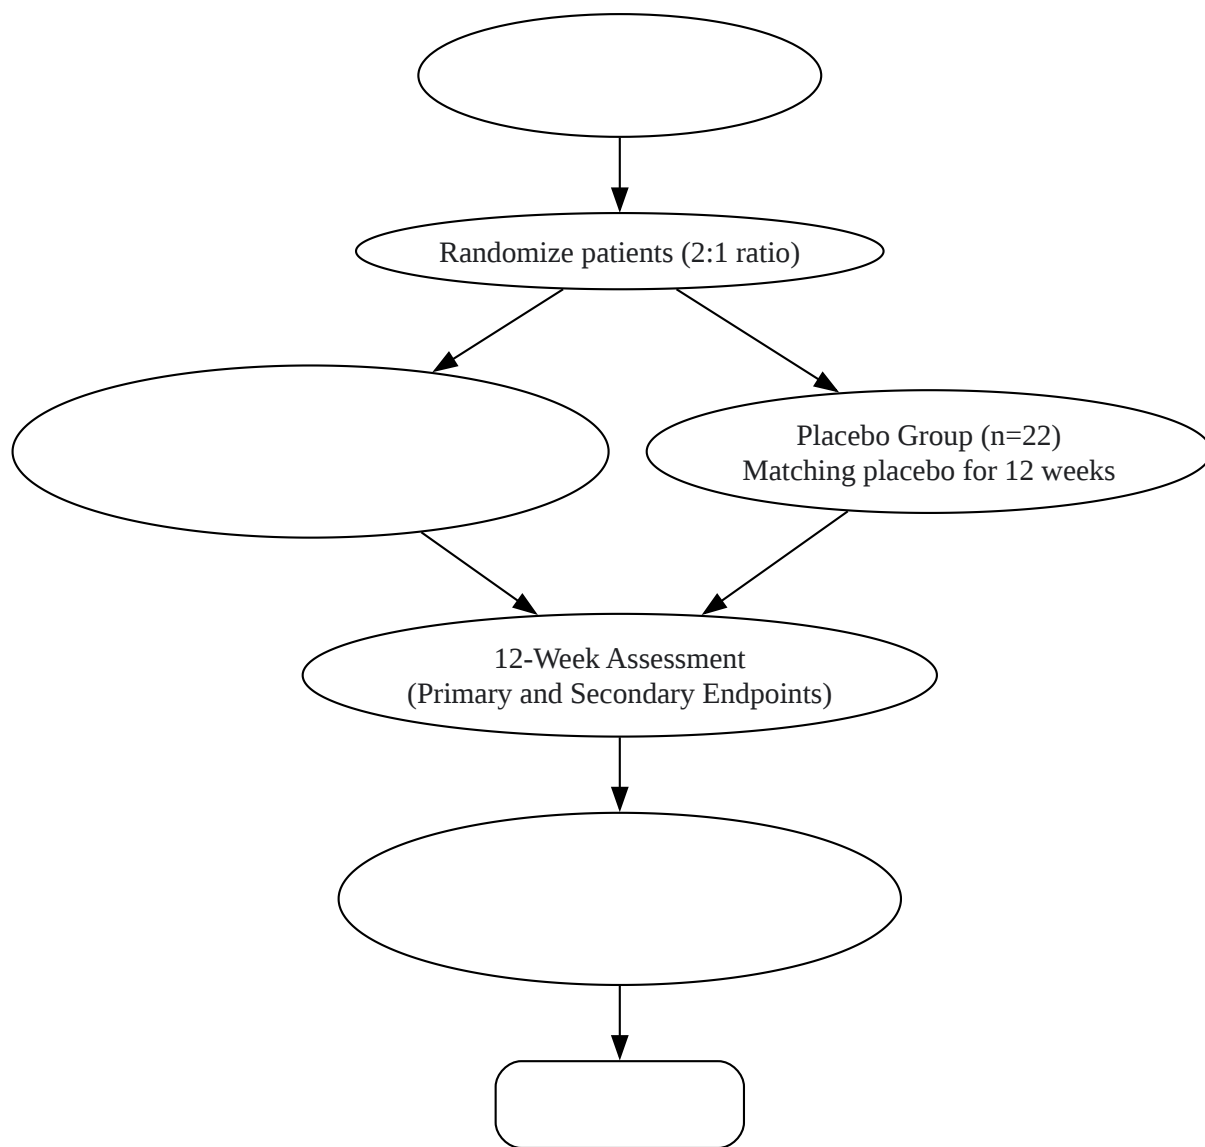 Randomize patients (2:1 ratio)
Placebo Group (n=22)
Matching placebo for 12 weeks
12-Week Assessment
(Primary and Secondary Endpoints)